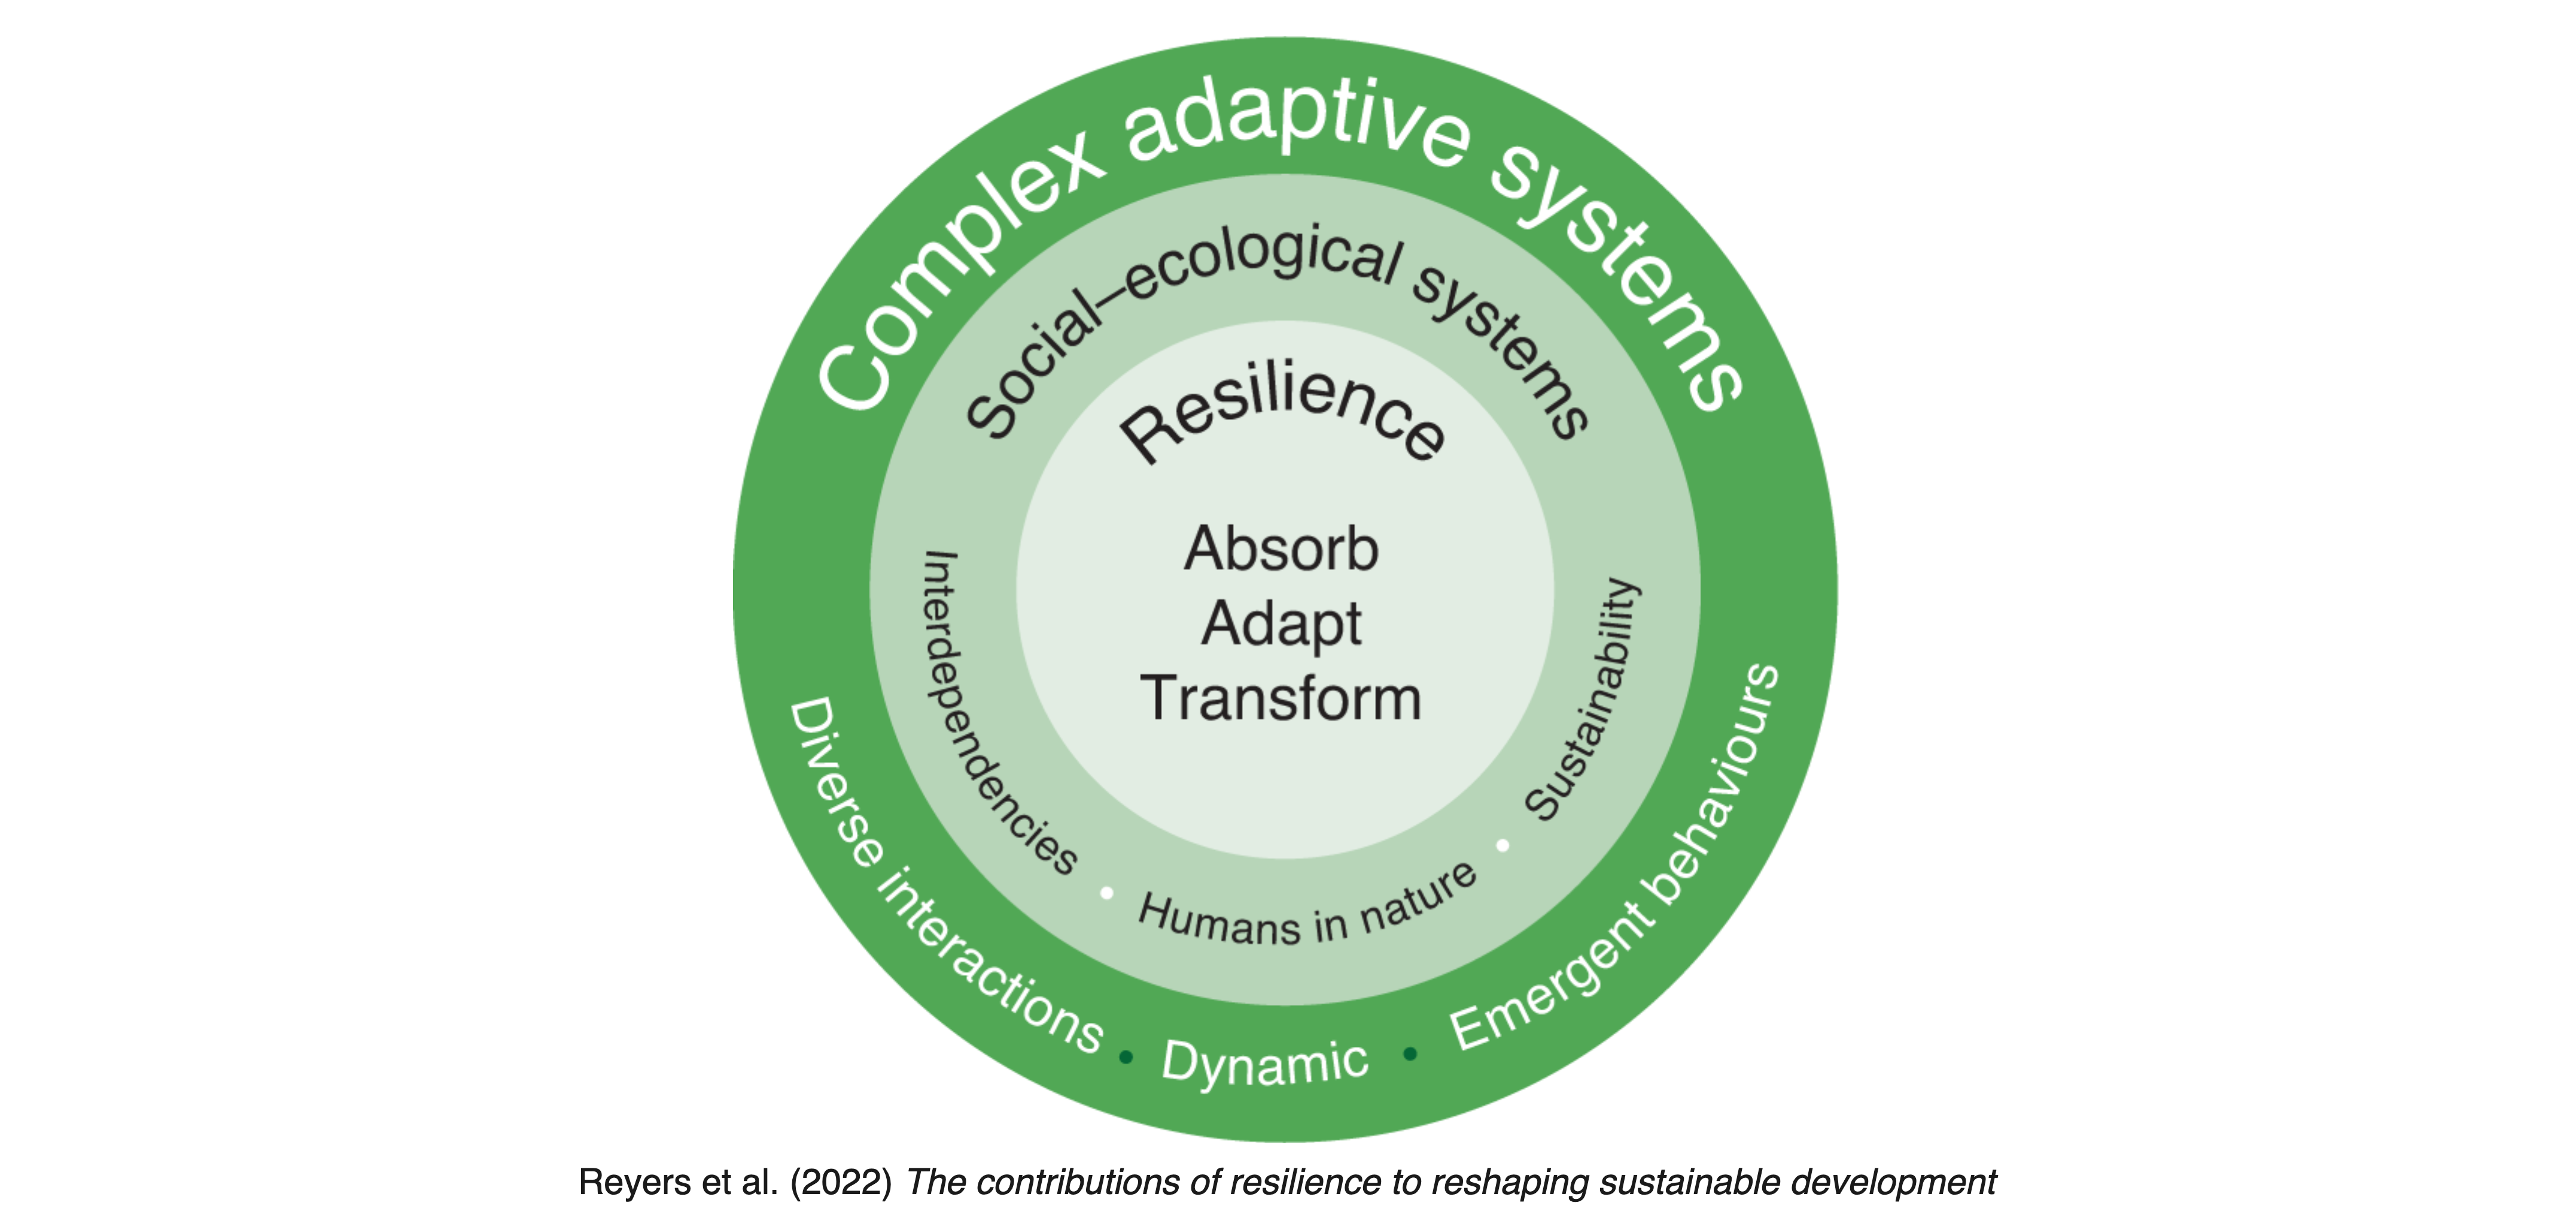 Complex adaptive systems
Social–ecological systems
Resilience
Absorb
Adapt
Transform
Interdependencies • Humans in nature • Sustainability
Diverse interactions • Dynamic • Emergent behaviours
Reyers et al. (2022) The contributions of resilience to reshaping sustainable development